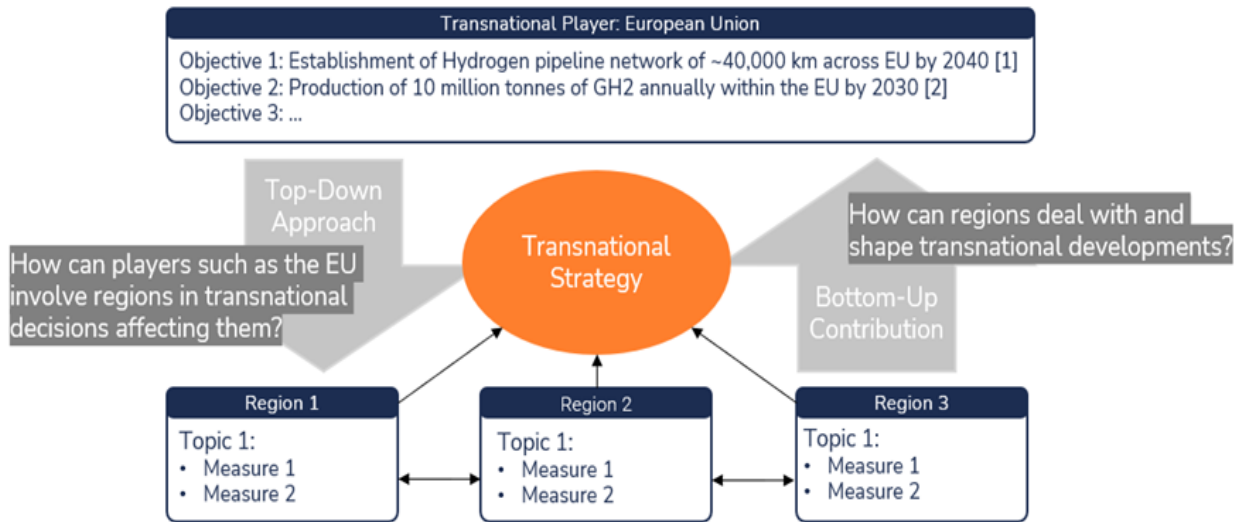 Transnational Player: European Union
Objective 1: Establishment of Hydrogen pipeline network of ~40,000 km across EU by 2040 [1]
Objective 2: Production of 10 million tonnes of GH2 annually within the EU by 2030 [2]
Objective 3: ...
Top-Down
Approach
How can players such as the EU
involve regions in transnational
decisions affecting them?
Transnational
Strategy
How can regions deal with and
shape transnational developments?
Bottom-Up
Contribution
Region 1
Topic 1:
• Measure 1
• Measure 2
Region 2
Topic 1:
• Measure 1
• Measure 2
Region 3
Topic 1:
• Measure 1
• Measure 2